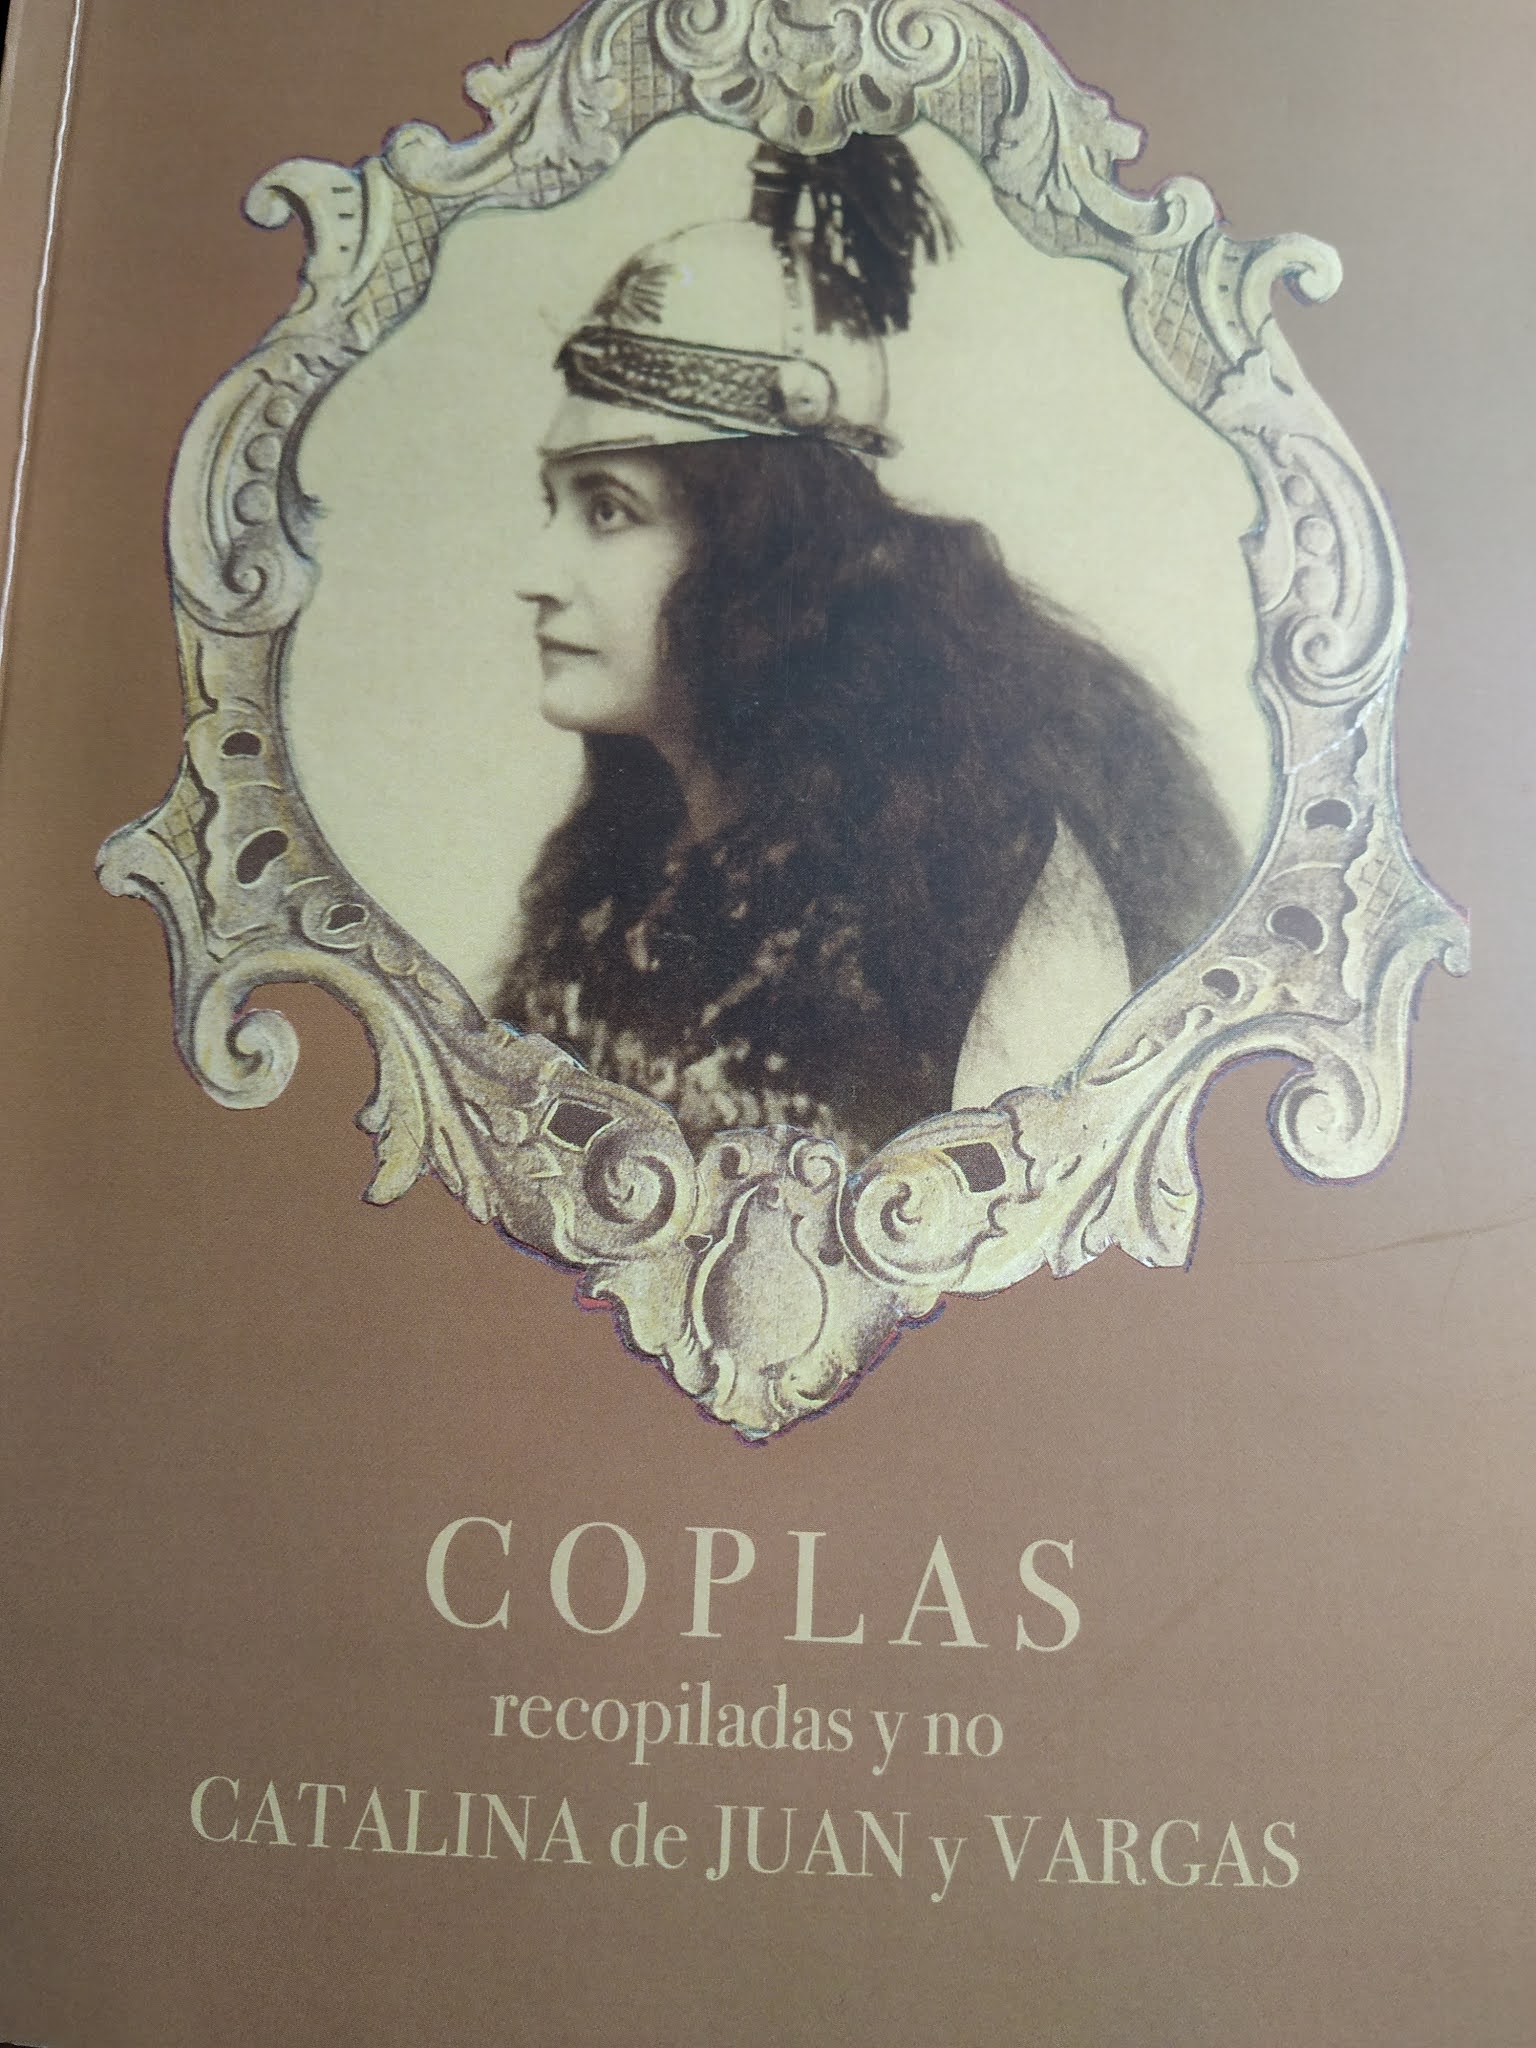 COPLAS
recopiladas y no
CATALINA de JUAN y VARGAS